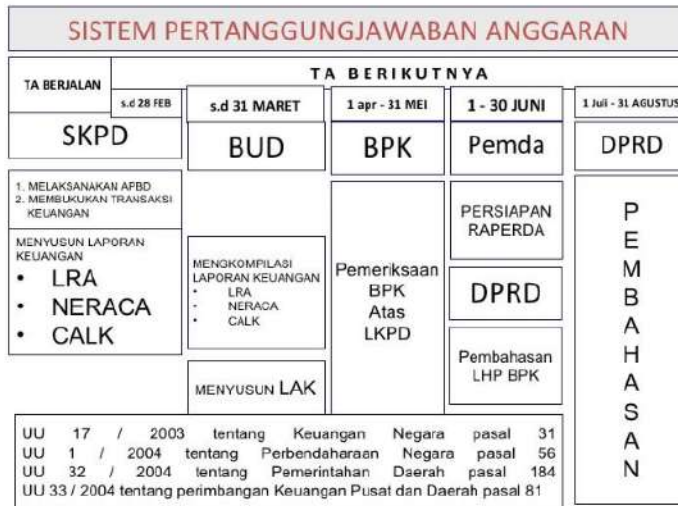 SISTEM PERTANGGUNGJAWABAN ANGGARAN
TA BERJALAN
TA BERIKUTNYA
s.d 28 FEB
s.d 31 MARET
1 apr - 31 MEI
1 - 30 JUNI
1 Juli - 31 AGUSTUS
SKPD
BUD
BPK
Pemda
DPRD
1. MELAKSANAKAN APBD
2. MEMBUKUKAN TRANSAKSI
KEUANGAN
MENYUSUN LAPORAN
KEUANGAN
• LRA
• NERACA
• CALK
MENGKOMPILASI
LAPORAN KEUANGAN
• LRA
• NERACA
• CALK
MENYUSUN LAK
Pemeriksaan
BPK
Atas
LKPD
PERSIAPAN
RAPERDA
DPRD
Pembahasan
LHP BPK
P
E
M
B
A
H
A
S
A
N
UU 17 / 2003 tentang Keuangan Negara pasal 31
UU 1 / 2004 tentang Perbendaharaan Negara pasal 56
UU 32 / 2004 tentang Pemerintahan Daerah pasal 184
UU 33 / 2004 tentang perimbangan Keuangan Pusat dan Daerah pasal 81